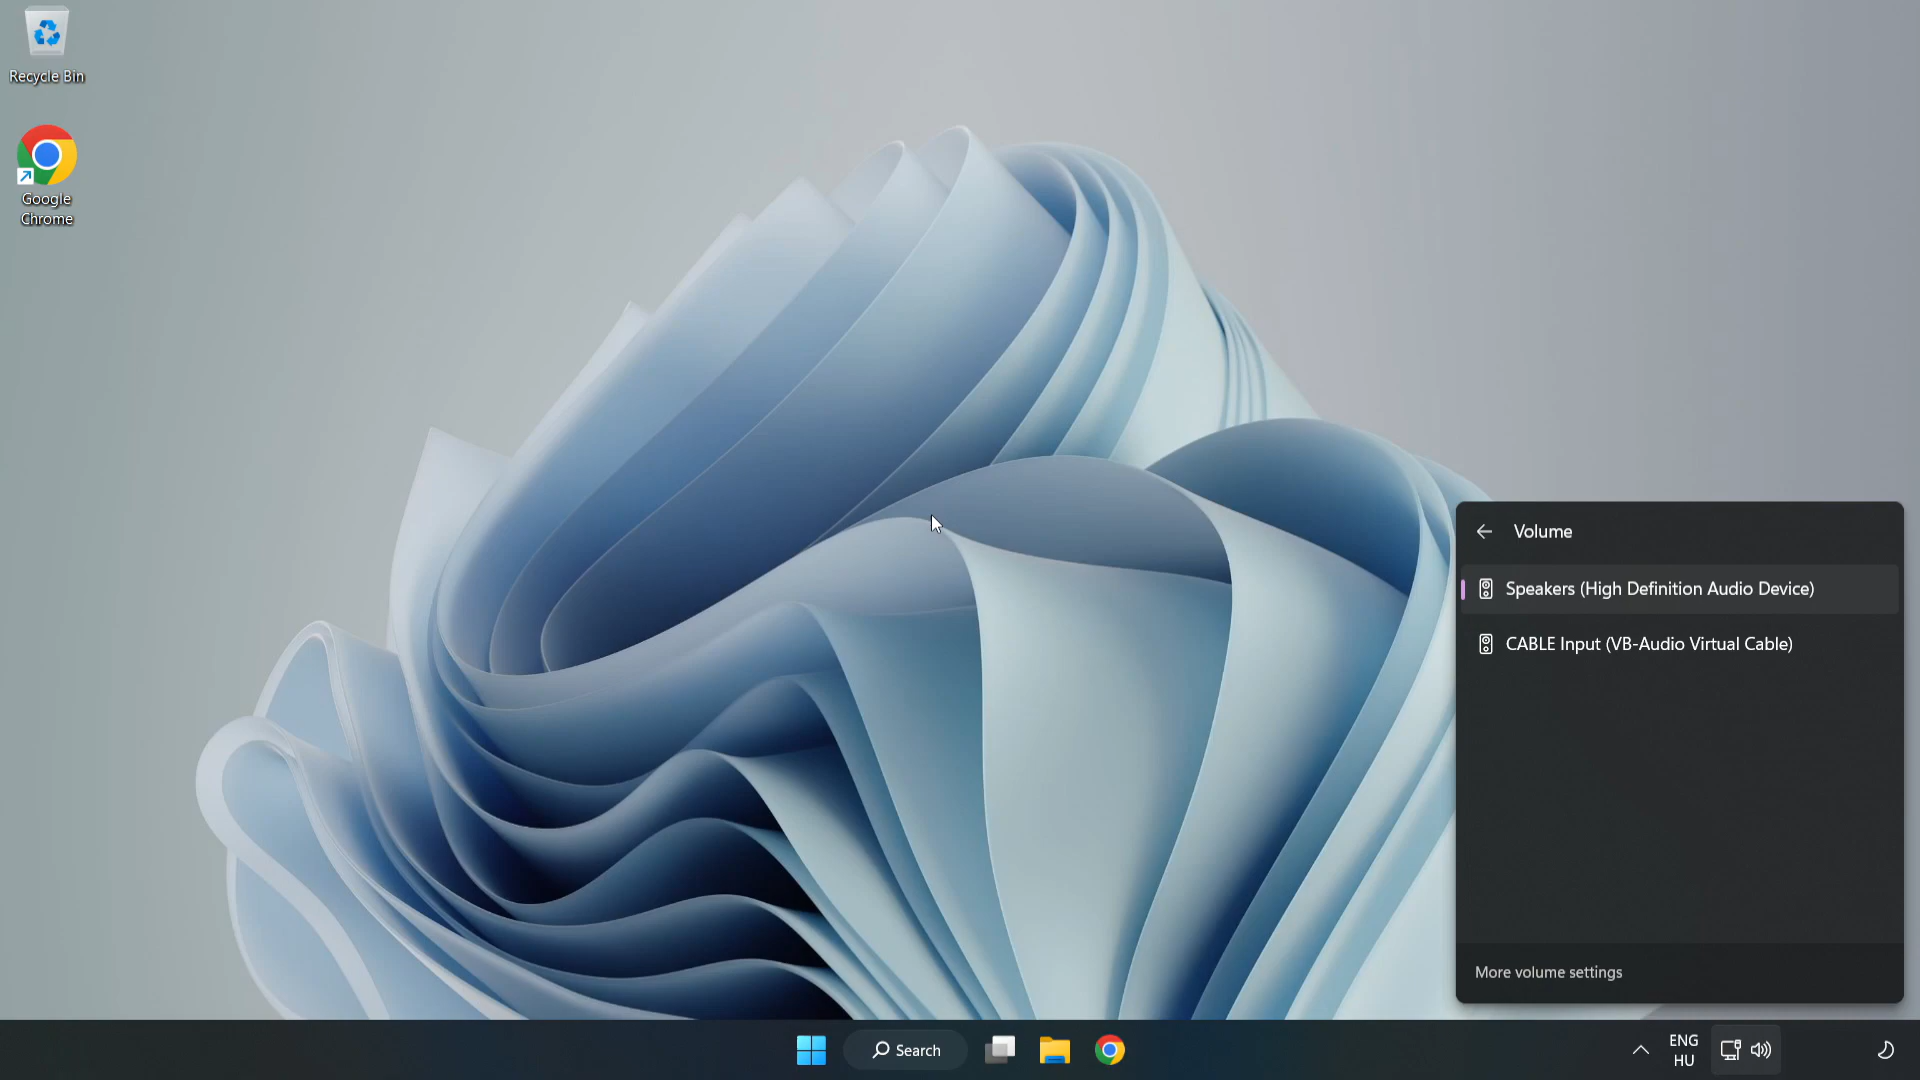 Recycle Bin
Google
Chrome
Volume
Speakers (High Definition Audio Device)
CABLE Input (VB-Audio Virtual Cable)
More volume settings
Search
ENG
HU